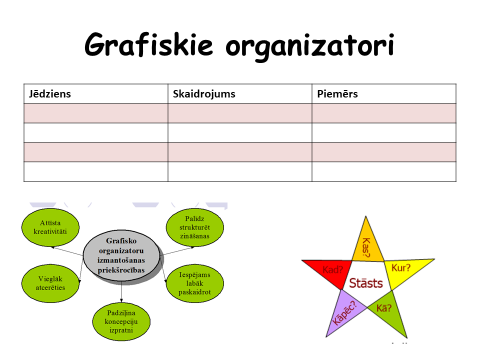 Grafiskie organizatori
Jēdziens Skaidrojums Piemērs
Attīsta
kreativitāti
Palīdz
strukturēt
zināšanas
Grafisko
organizatoru
izmantošanas
priekšrocības
Vieglāk
atcerēties
Iespējams
labāk
paskaidrot
Padziļina
koncepciju
izpratni
Kas?
Kad?
Kur?
Stāsts
Kāpēc?
Kā?